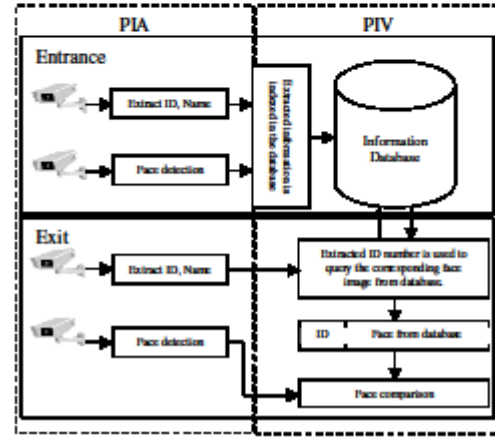 PIA
PIV
Entrance
Extract ID, Name
Face detection
Extracted information is
indexed in the database
Information
Database
Exit
Extract ID, Name
Face detection
Extracted ID number is used to
query the corresponding face
image from database.
ID
Face from database
Face comparison